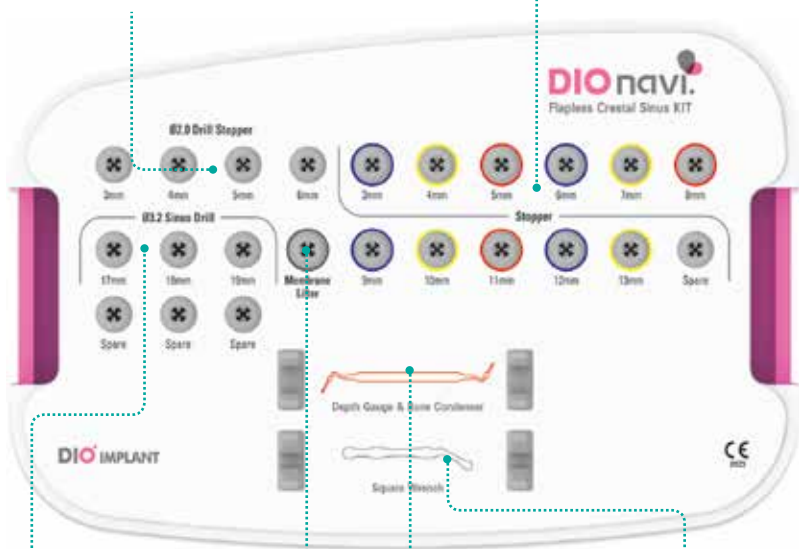 DIO navi.
Flapless Crestal Sinus KIT
Ø2.0 Drill Stopper
3mm 4mm 5mm 6mm 3mm 4mm 5mm 6mm 7mm 8mm
Ø3.2 Sinus Drill
Stopper
17mm 18mm 19mm Membrane Lifter 9mm 10mm 11mm 12mm 13mm Spare
Spare Spare Spare
Depth Gauge & Bone Condenser
Square Wrench
DIO IMPLANT
CE